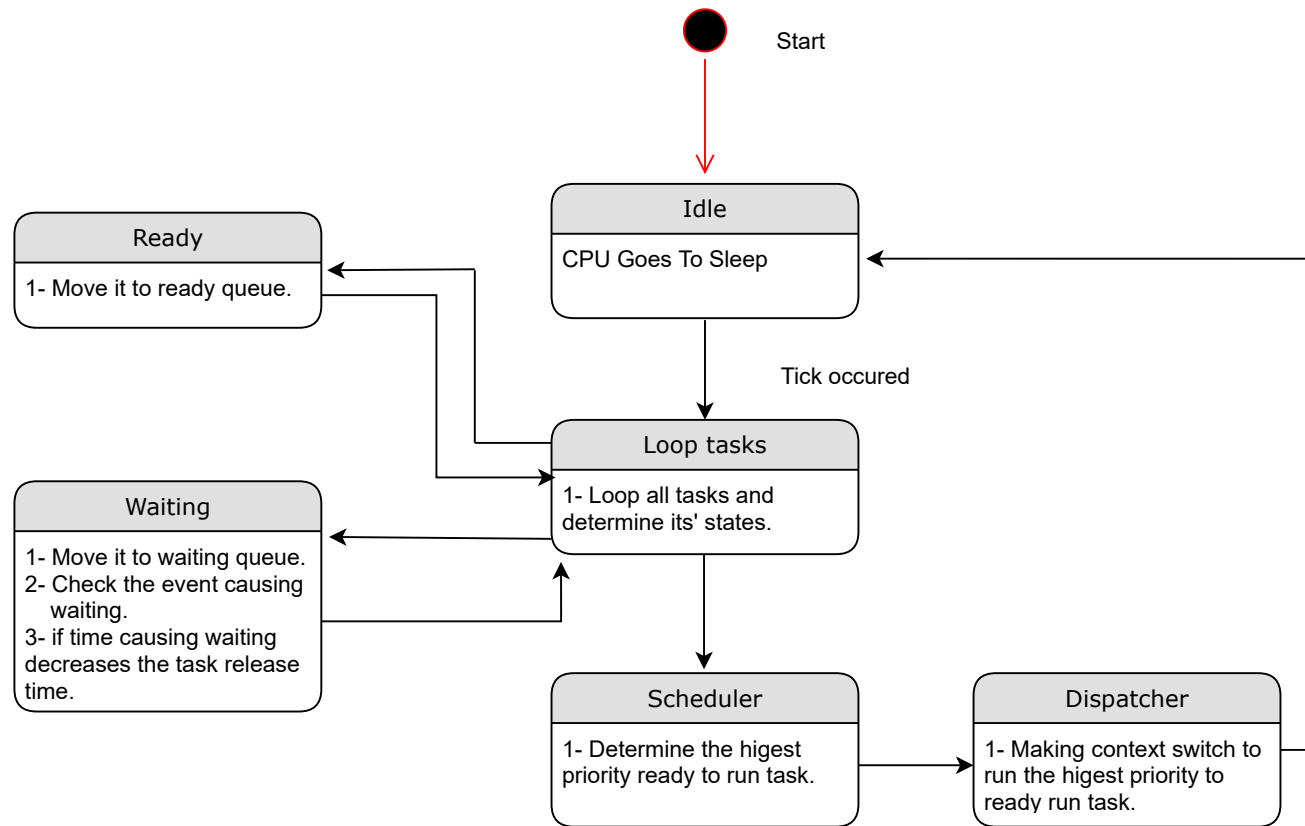 Start
Idle
CPU Goes To Sleep
Ready
1- Move it to ready queue.
Tick occured
Loop tasks
1- Loop all tasks and
determine its' states.
Waiting
1- Move it to waiting queue.
2- Check the event causing
waiting.
3- if time causing waiting
decreases the task release
time.
Scheduler
1- Determine the higest
priority ready to run task.
Dispatcher
1- Making context switch to
run the higest priority to
ready run task.